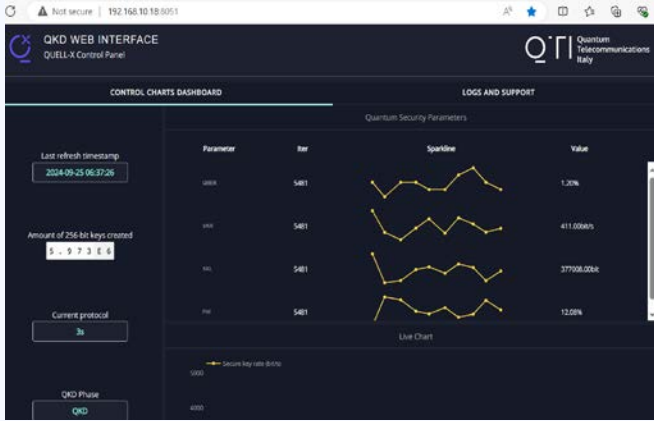 Not secure | 192.168.10.18:8051
QKD WEB INTERFACE
QUELL-X Control Panel
QTI Quantum
Telecommunications
Italy
CONTROL CHARTS DASHBOARD
LOGS AND SUPPORT
Quantum Security Parameters
Parameter Iter Sparkline Value
Last refresh timestamp
2024-09-25 06:37:26
QBER 5481 1.20%
Amount of 256-bit keys created
5.973E6
SKR 5481 411.00bit/s
5481 377008.00bit
Current protocol
3s
5481 12.08%
Live Chart
Secure key rate (bit/s)
5000
QKD Phase
QKD
4000